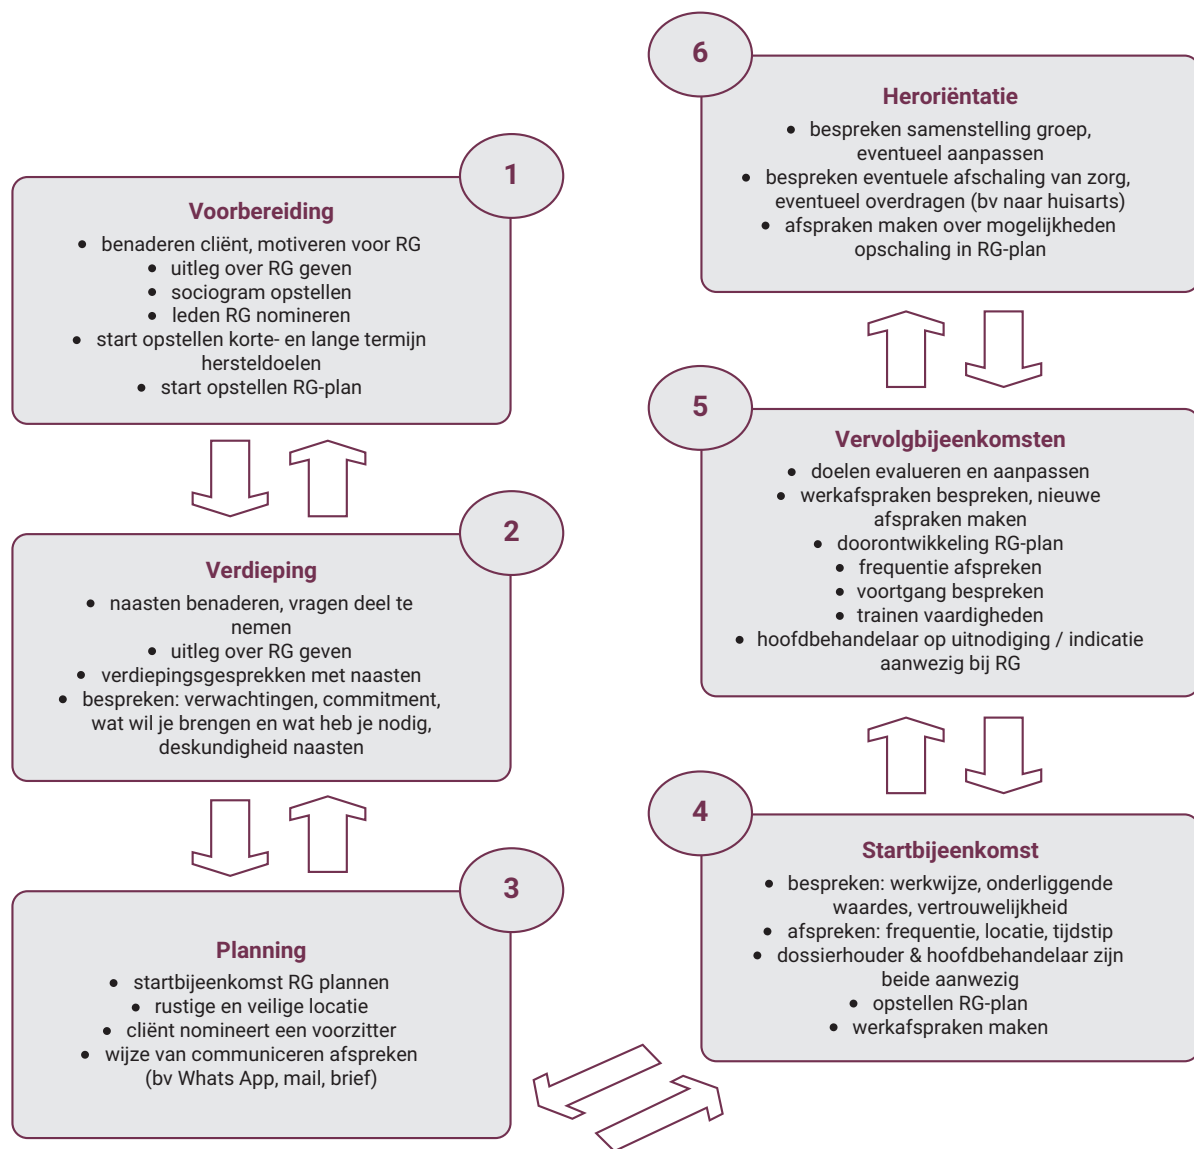 1
Voorbereiding
• benaderen cliënt, motiveren voor RG
• uitleg over RG geven
• sociogram opstellen
• leden RG nomineren
• start opstellen korte- en lange termijn
hersteldoelen
• start opstellen RG-plan
2
Verdieping
• naasten benaderen, vragen deel te
nemen
• uitleg over RG geven
• verdiepingsgesprekken met naasten
• bespreken: verwachtingen, commitment,
wat wil je brengen en wat heb je nodig,
deskundigheid naasten
3
Planning
• startbijeenkomst RG plannen
• rustige en veilige locatie
• cliënt nomineert een voorzitter
• wijze van communiceren afspreken
(bv Whats App, mail, brief)
4
Startbijeenkomst
• bespreken: werkwijze, onderliggende
waardes, vertrouwelijkheid
• afspreken: frequentie, locatie, tijdstip
• dossierhouder & hoofdbehandelaar zijn
beide aanwezig
• opstellen RG-plan
• werkafspraken maken
5
Vervolgbijeenkomsten
• doelen evalueren en aanpassen
• werkafspraken bespreken, nieuwe
afspraken maken
• doorontwikkeling RG-plan
• frequentie afspreken
• voortgang bespreken
• trainen vaardigheden
• hoofdbehandelaar op uitnodiging / indicatie
aanwezig bij RG
6
Heroriëntatie
• bespreken samenstelling groep,
eventueel aanpassen
• bespreken eventuele afschaling van zorg,
eventueel overdragen (bv naar huisarts)
• afspraken maken over mogelijkheden
opschaling in RG-plan